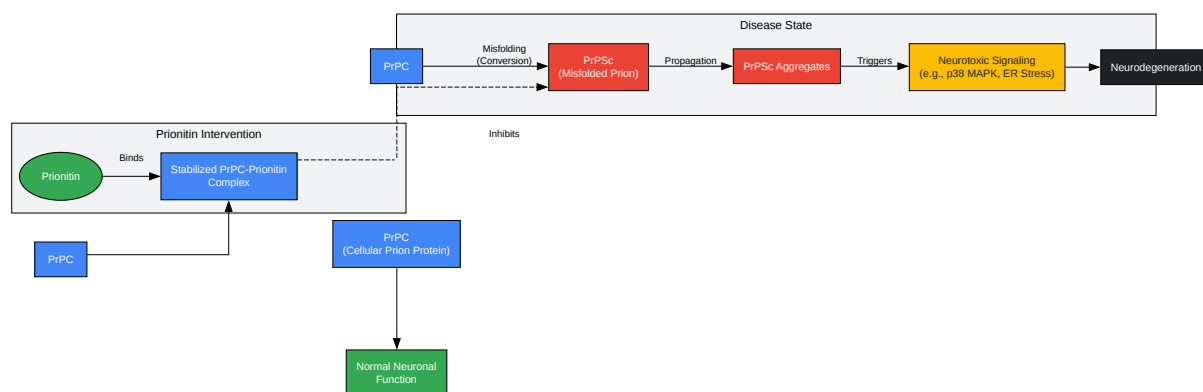 Disease State
PrPC
Misfolding
(Conversion)
PrPSc
(Misfolded Prion)
Propagation
PrPSc Aggregates
Triggers
Neurotoxic Signaling
(e.g., p38 MAPK, ER Stress)
Neurodegeneration
Prionitin Intervention
Inhibits
Prionitin
Binds
Stabilized PrPC-Prionitin
Complex
PrPC
PrPC
(Cellular Prion Protein)
Normal Neuronal
Function